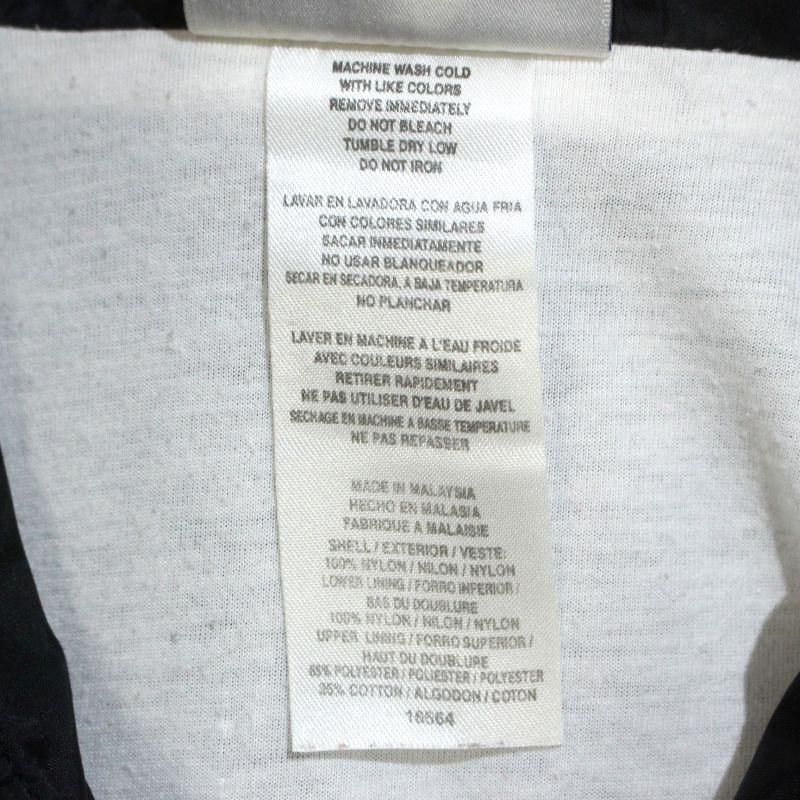 MACHINE WASH COLD
WITH LIKE COLORS
REMOVE IMMEDIATELY
DO NOT BLEACH
TUMBLE DRY LOW
DO NOT IRON
LAVAR EN LAVADORA CON AGUA FRIA
CON COLORES SIMILARES
SACAR INMEDIATAMENTE
NO USAR BLANQUEADOR
SECAR EN SECADORA, A BAJA TEMPERATURA
NO PLANCHAR
LAVER EN MACHINE A L'EAU FROIDE
AVEC COULEURS SIMILAIRES
RETIRER RAPIDEMENT
NE PAS UTILISER D'EAU DE JAVEL
SECHAGE EN MACHINE A BASSE TEMPERATURE
NE PAS REPASSER
MADE IN MALAYSIA
HECHO EN MALASIA
FABRIQUE A MALAISIE
SHELL / EXTERIOR / VESTE:
100% NYLON / NILON / NYLON
LOWER LINING / FORRO INFERIOR /
BAS DU DOUBLURE
100% NYLON / NILON / NYLON
UPPER LINING / FORRO SUPERIOR /
HAUT DU DOUBLURE
65% POLYESTER / POLIESTER / POLYESTER
35% COTTON / ALGODON / COTON
16564